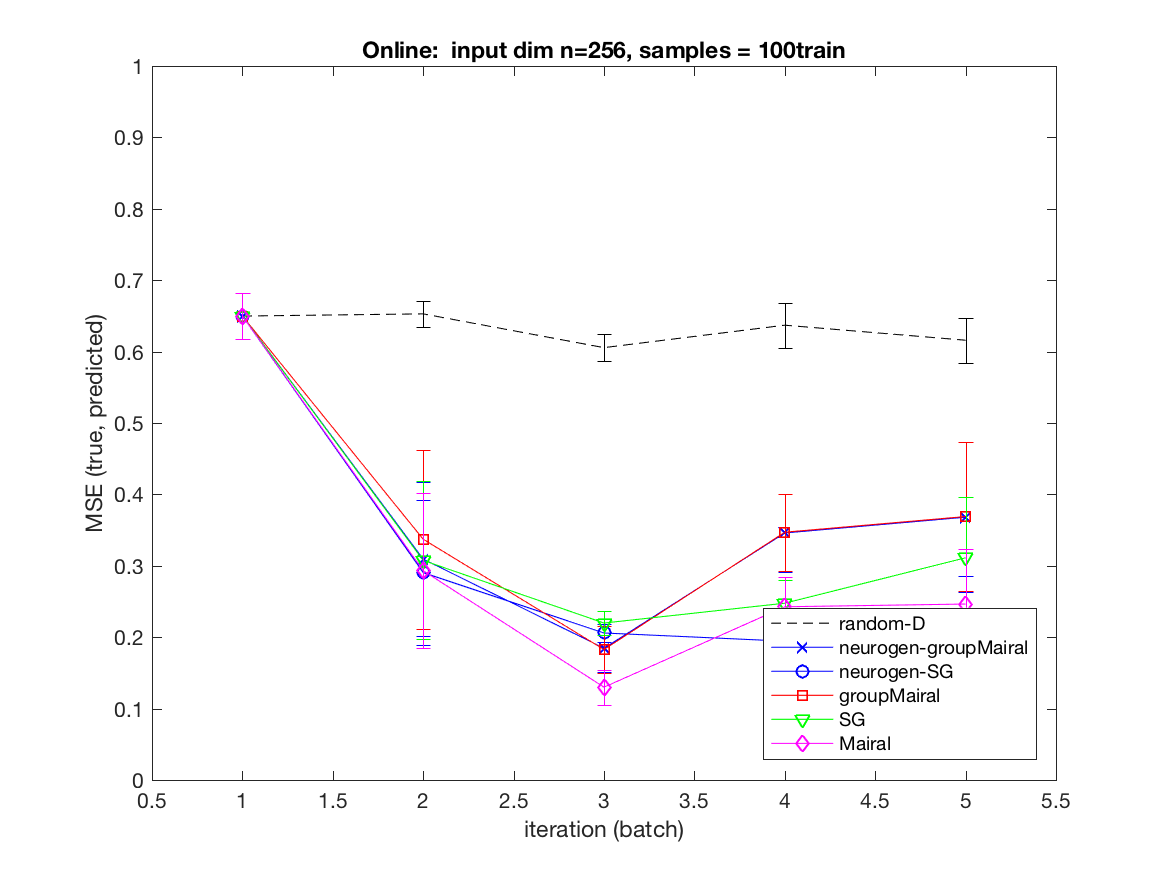 Online:  input dim n=256, samples = 100train
MSE (true, predicted)
1
0.9
0.8
0.7
0.6
0.5
0.4
0.3
0.2
0.1
0
random-D
neurogen-groupMairal
neurogen-SG
groupMairal
SG
Mairal
0.5 1 1.5 2 2.5 3 3.5 4 4.5 5 5.5
iteration (batch)